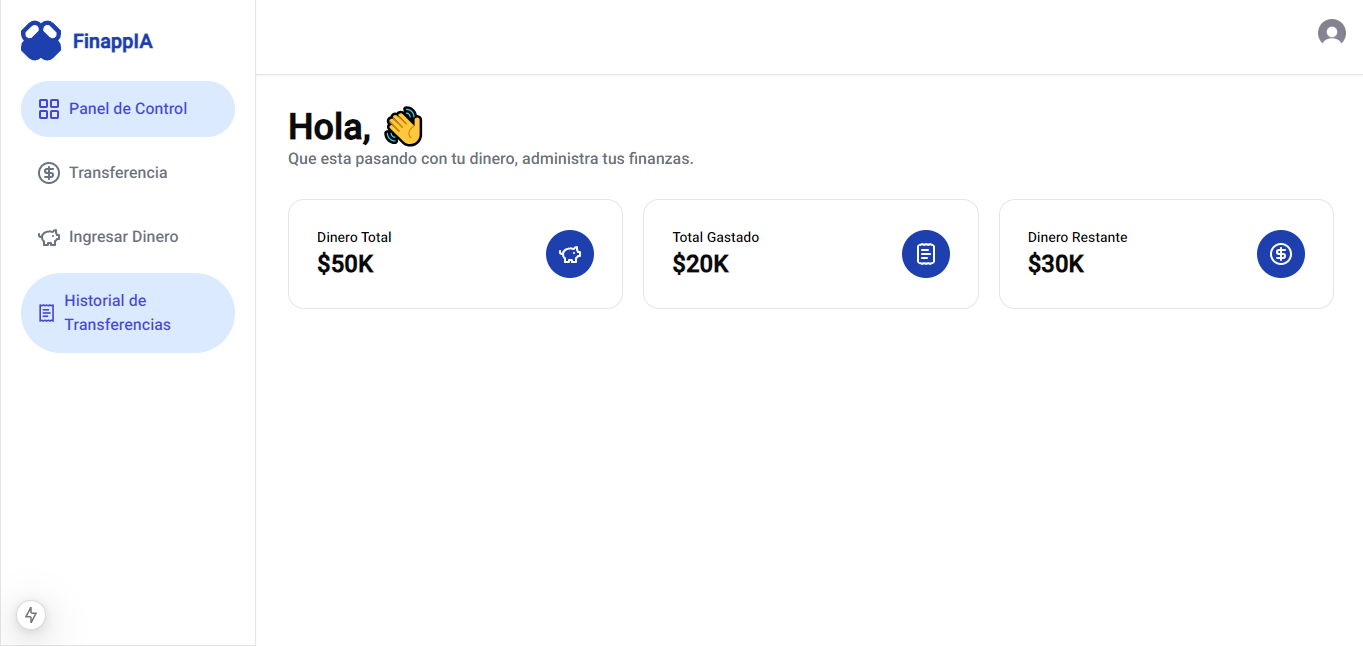 FinappIA
Panel de Control
Transferencia
Ingresar Dinero
Historial de
Transferencias
Hola, 👋
Que esta pasando con tu dinero, administra tus finanzas.
Dinero Total
$50K
Total Gastado
$20K
Dinero Restante
$30K